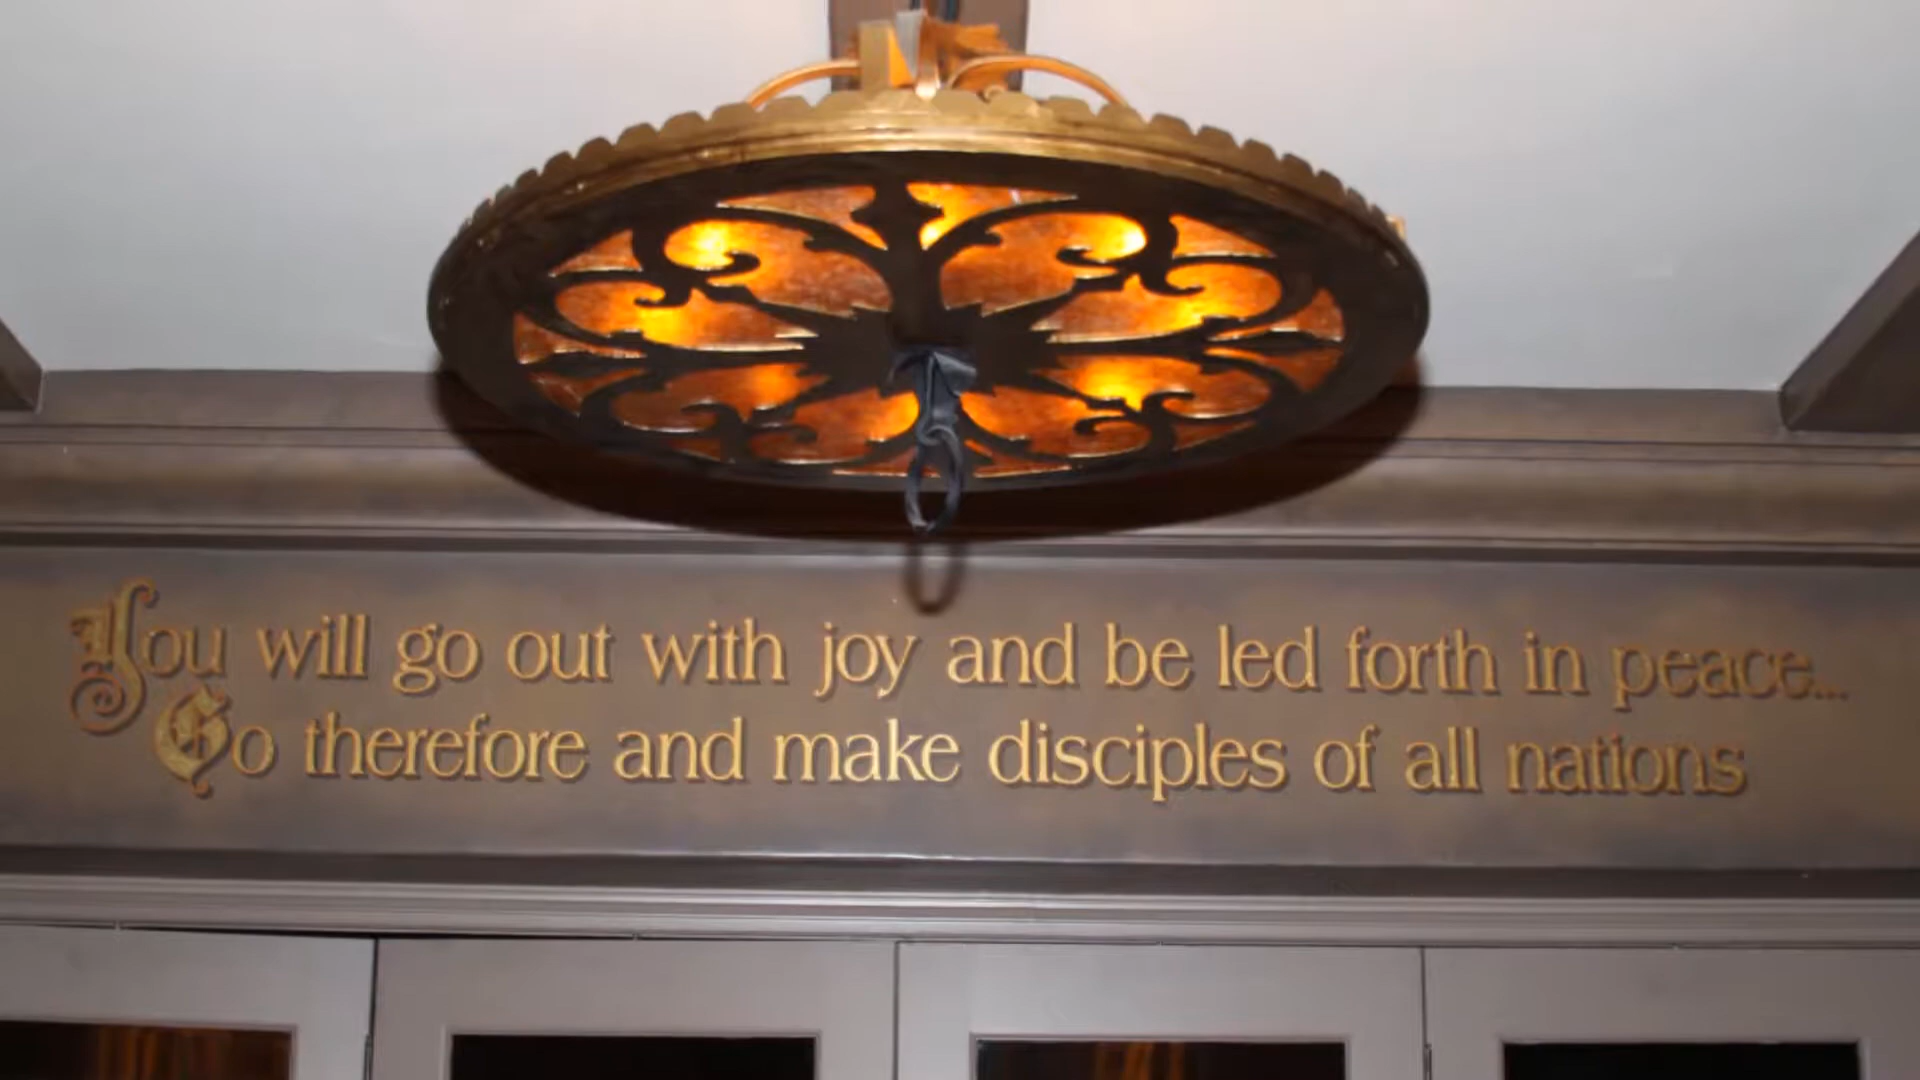 You will go out with joy and be led forth in peace...
Go therefore and make disciples of all nations